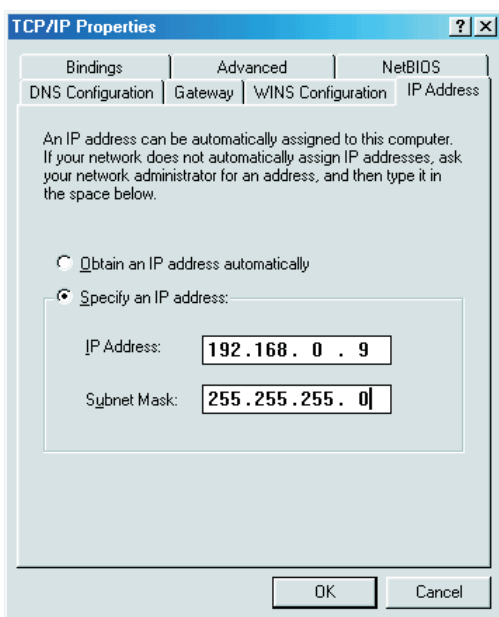 TCP/IP Properties
Bindings Advanced NetBIOS
DNS Configuration Gateway WINS Configuration IP Address
An IP address can be automatically assigned to this computer.
If your network does not automatically assign IP addresses, ask
your network administrator for an address, and then type it in
the space below.
Obtain an IP address automatically
Specify an IP address:
IP Address: 192.168. 0 . 9
Subnet Mask: 255.255.255. 0
OK Cancel